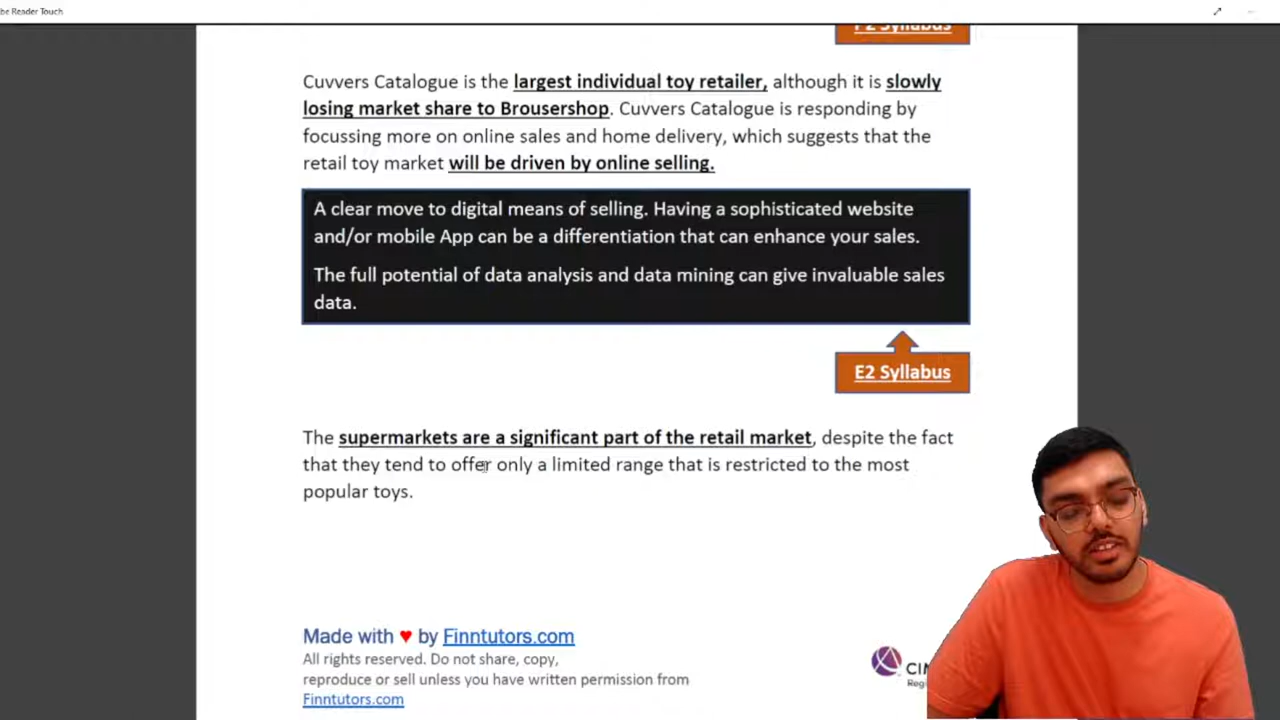 be Reader Touch
Syllabus
Cuvvers Catalogue is the largest individual toy retailer, although it is slowly
losing market share to Brousershop. Cuvvers Catalogue is responding by
focussing more on online sales and home delivery, which suggests that the
retail toy market will be driven by online selling.
A clear move to digital means of selling. Having a sophisticated website
and/or mobile App can be a differentiation that can enhance your sales.
The full potential of data analysis and data mining can give invaluable sales
data.
E2 Syllabus
The supermarkets are a significant part of the retail market, despite the fact
that they tend to offer only a limited range that is restricted to the most
popular toys.
Made with ♥ by Finntutors.com
All rights reserved. Do not share, copy,
reproduce or sell unless you have written permission from
Finntutors.com
CI
Regi